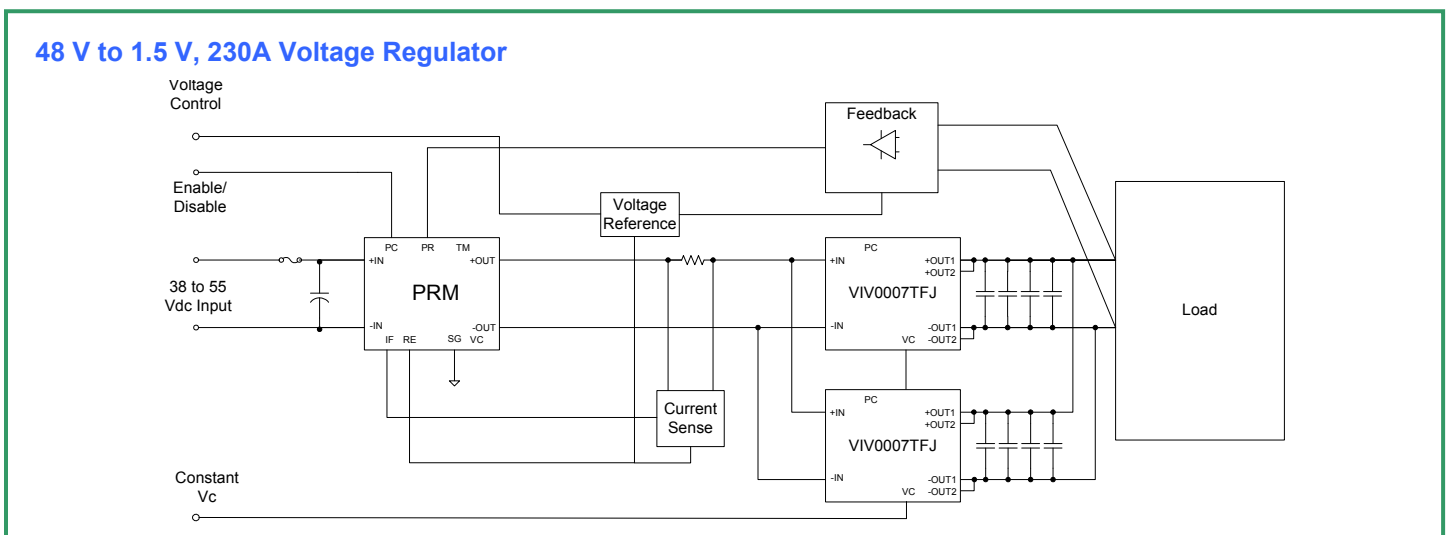 48 V to 1.5 V, 230A Voltage Regulator
Voltage
Control
Enable/
Disable
38 to 55
Vdc Input
Constant
Vc
PC PR TM
+IN +OUT
PRM
-IN -OUT
IF RE SG VC
Voltage
Reference
Current
Sense
Feedback
PC
+IN +OUT1
+OUT2
VIV0007TFJ
-IN -OUT1
VC -OUT2
PC
+IN +OUT1
+OUT2
VIV0007TFJ
-IN -OUT1
VC -OUT2
Load